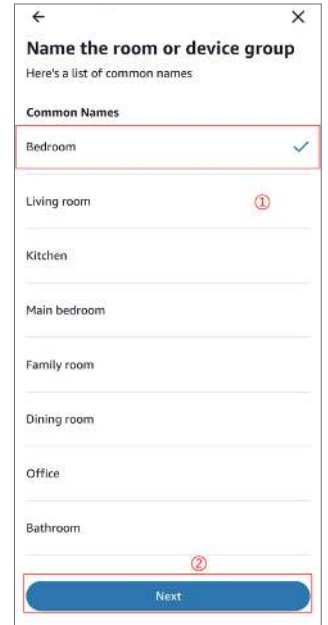 Name the room or device group
Here's a list of common names
Common Names
Bedroom
Living room
①
Kitchen
Main bedroom
Family room
Dining room
Office
Bathroom
②
Next